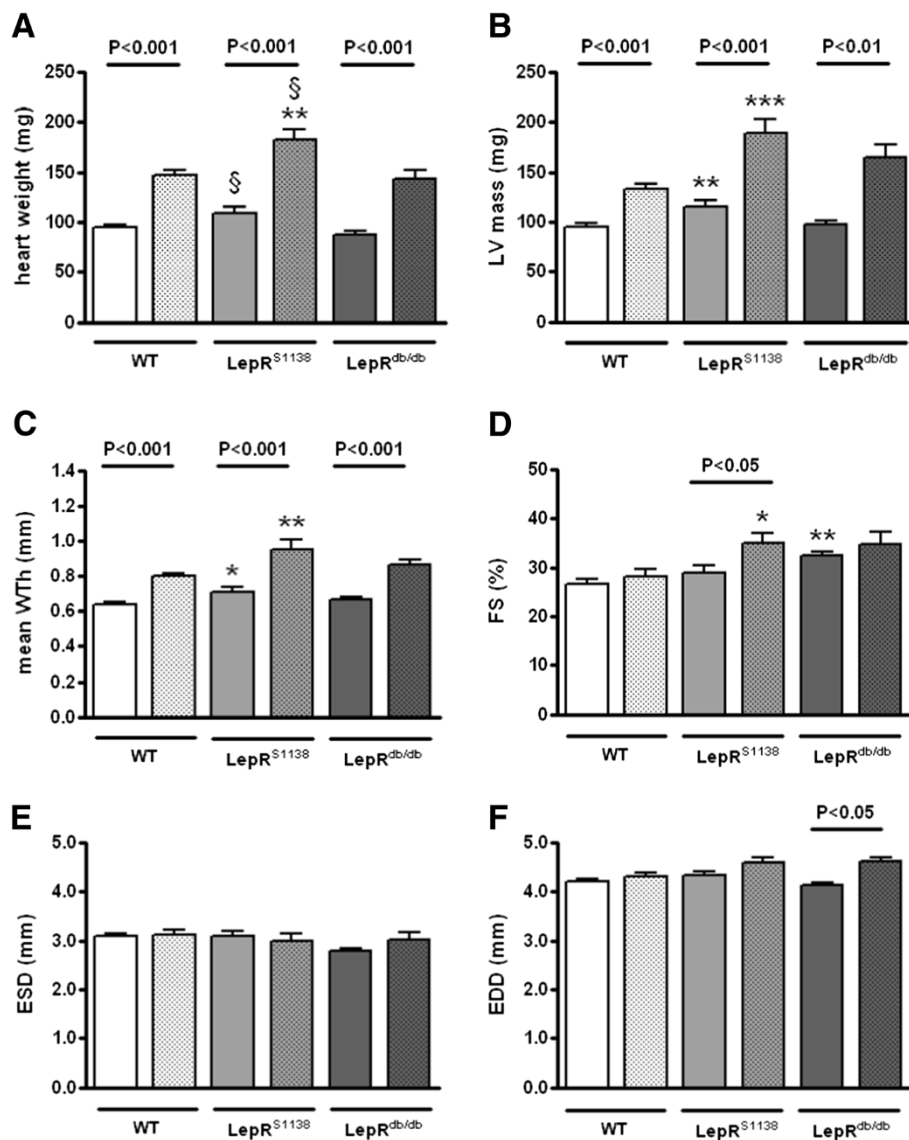 A
P<0.001 P<0.001 P<0.001
heart weight (mg)
250
200
150
100
50
0
§
**
§
WT LepR^S1138 LepR^db/db
B
P<0.001 P<0.001 P<0.01
LV mass (mg)
250
200
150
100
50
0
***
**
WT LepR^S1138 LepR^db/db
C
P<0.001 P<0.001 P<0.001
mean WTh (mm)
1.4
1.2
1.0
0.8
0.6
0.4
0.2
0.0
**
*
WT LepR^S1138 LepR^db/db
D
P<0.05
FS (%)
50
40
30
20
10
0
* **
WT LepR^S1138 LepR^db/db
E
ESD (mm)
5.0
4.0
3.0
2.0
1.0
0.0
WT LepR^S1138 LepR^db/db
F
P<0.05
EDD (mm)
5.0
4.0
3.0
2.0
1.0
0.0
WT LepR^S1138 LepR^db/db